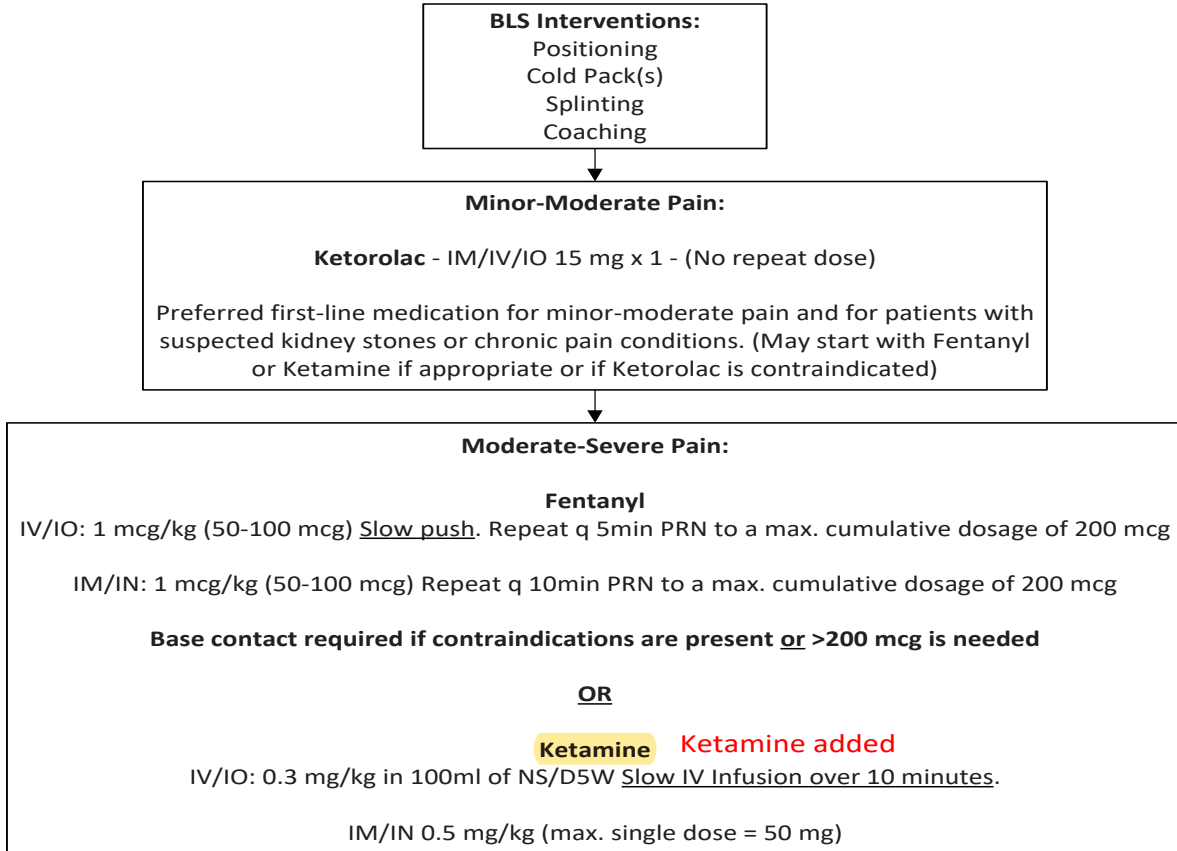 BLS Interventions:
Positioning
Cold Pack(s)
Splinting
Coaching
Minor-Moderate Pain:
Ketorolac - IM/IV/IO 15 mg x 1 - (No repeat dose)
Preferred first-line medication for minor-moderate pain and for patients with
suspected kidney stones or chronic pain conditions. (May start with Fentanyl
or Ketamine if appropriate or if Ketorolac is contraindicated)
Moderate-Severe Pain:
Fentanyl
IV/IO: 1 mcg/kg (50-100 mcg) Slow push. Repeat q 5min PRN to a max. cumulative dosage of 200 mcg
IM/IN: 1 mcg/kg (50-100 mcg) Repeat q 10min PRN to a max. cumulative dosage of 200 mcg
Base contact required if contraindications are present or >200 mcg is needed
OR
Ketamine Ketamine added
IV/IO: 0.3 mg/kg in 100ml of NS/D5W Slow IV Infusion over 10 minutes.
IM/IN 0.5 mg/kg (max. single dose = 50 mg)